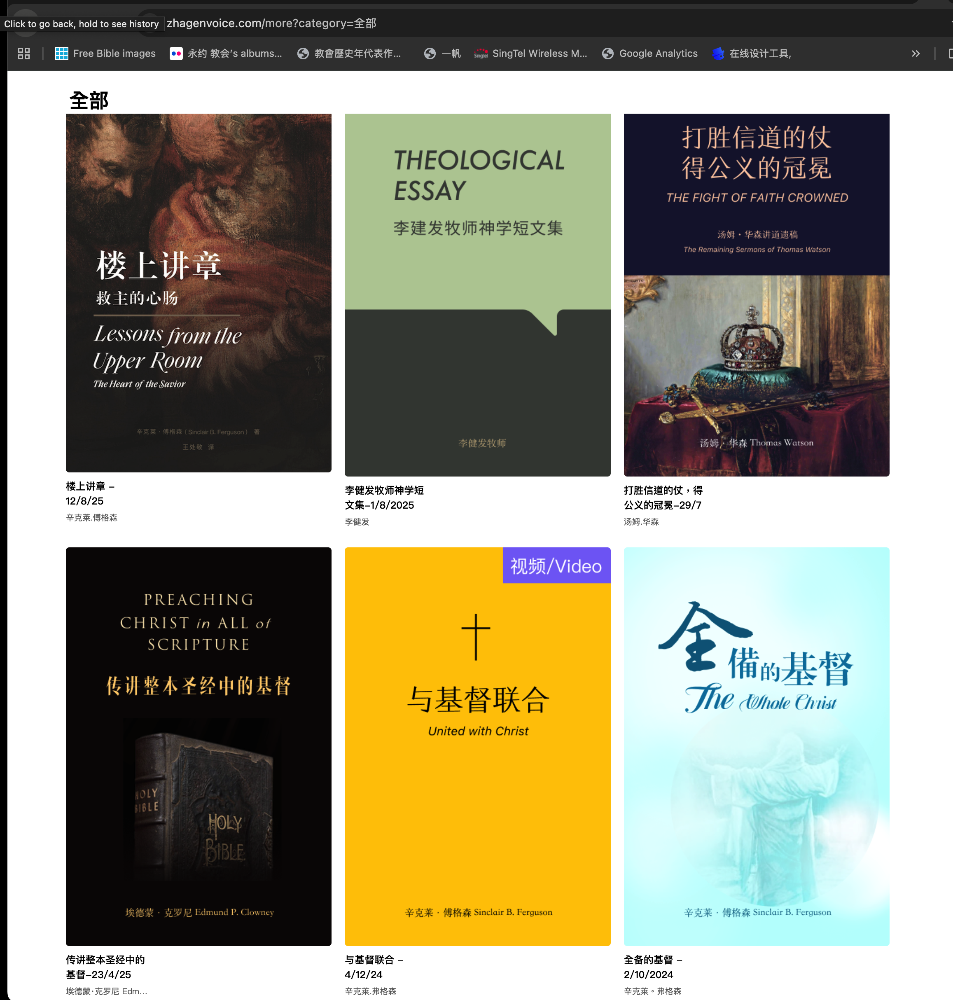 Click to go back, hold to see history
zhagenvoice.com/more?category=全部
Free Bible images
永约 教会's albums...
教會歷史年代表作...
一帆
Singtel
SingTel Wireless M...
Google Analytics
在线设计工具,
全部
楼上讲章
救主的心肠
Lessons from the
Upper Room
The Heart of the Savior
辛克莱 · 傅格森 ( Sinclair B. Ferguson ) 著
王处敬 译
楼上讲章 –
12/8/25
辛克莱.傅格森
THEOLOGICAL
ESSAY
李建发牧师神学短文集
李健发牧师
李健发牧师神学短
文集–1/8/2025
李健发
打胜信道的仗
得公义的冠冕
THE FIGHT OF FAITH CROWNED
汤姆 · 华森讲道遗稿
The Remaining Sermons of Thomas Watson
汤姆 · 华森 Thomas Watson
打胜信道的仗，得
公义的冠冕–29/7
汤姆.华森
PREACHING
CHRIST in ALL of
SCRIPTURE
传讲整本圣经中的基督
HOLY
BIBLE
HOLY
BIBLE
埃德蒙 · 克罗尼 Edmund P. Clowney
传讲整本圣经中的
基督–23/4/25
埃德蒙·克罗尼 Edm...
视频/Video
与基督联合
United with Christ
辛克莱 · 傅格森 Sinclair B. Ferguson
与基督联合 –
4/12/24
辛克莱.弗格森
全備的基督
The Whole Christ
辛克莱 · 傅格森 Sinclair B. Ferguson
全备的基督 –
2/10/2024
辛克莱。弗格森